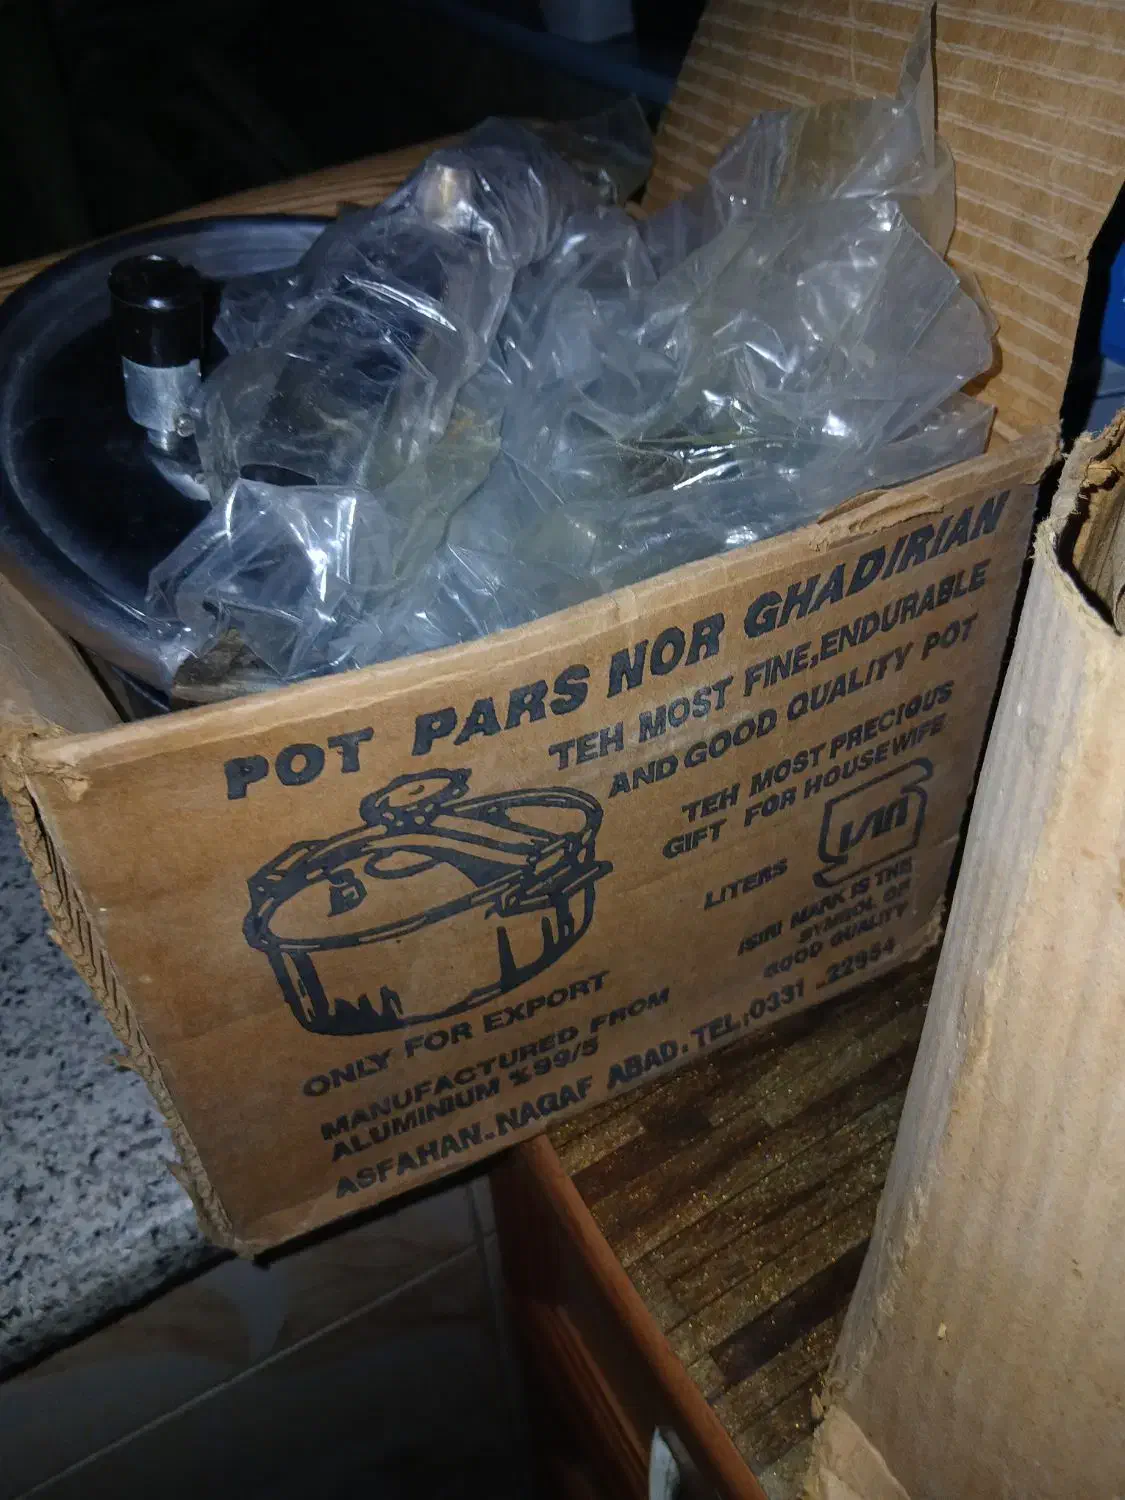 POT PARS NOR GHADIRIAN
TEH MOST FINE,ENDURABLE
AND GOOD QUALITY POT
TEH MOST PRECIOUS
GIFT FOR HOUSEWIFE
LITERS
ISIRI MARK IS THE
SYMBOL OF
GOOD QUALITY
ONLY FOR EXPORT
MANUFACTURED FROM
ALUMINIUM %99/5
ASFAHAN.NAGAF ABAD.TEL;0331.22954